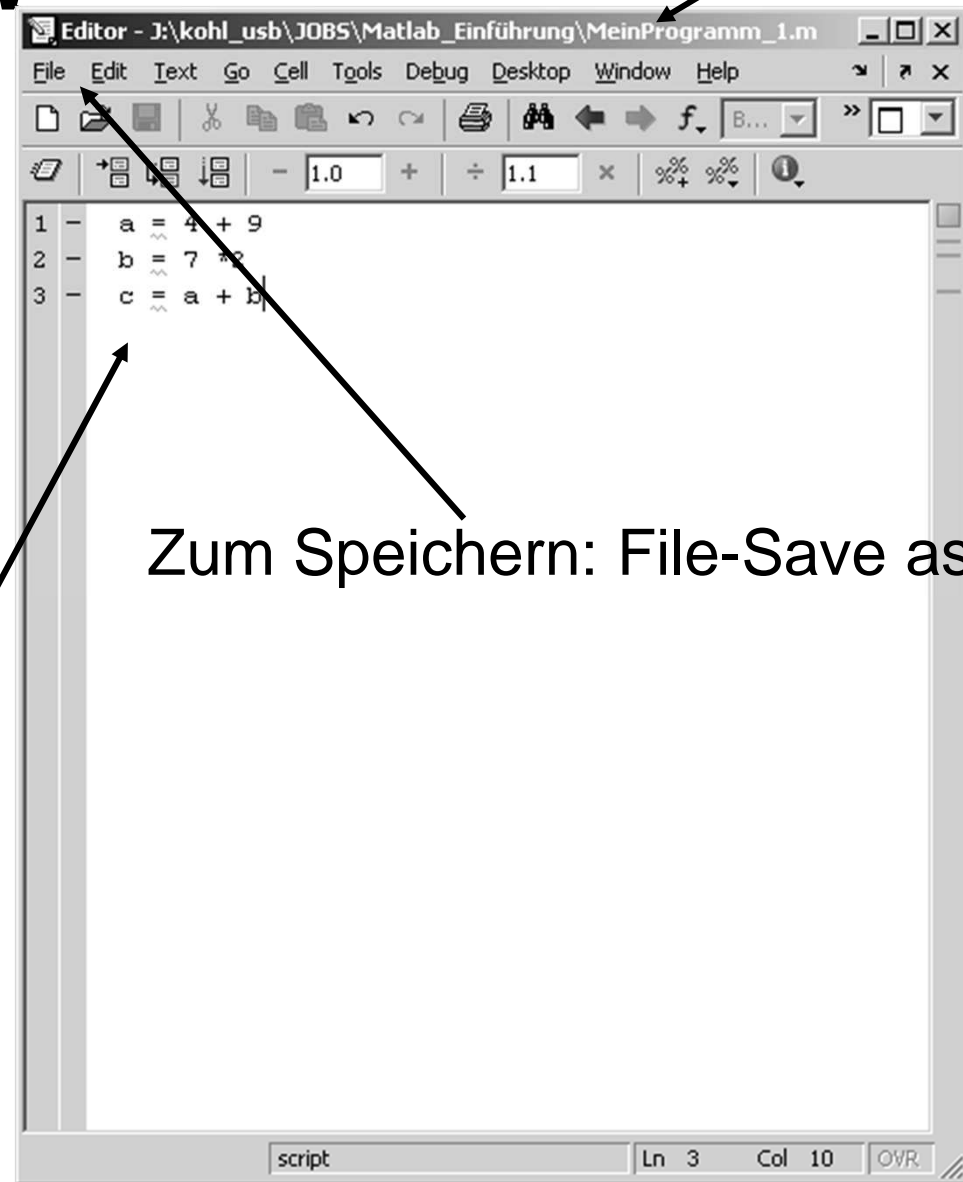 Editor - J:\kohl_usb\JOBS\Matlab_Einführung\MeinProgramm_1.m
File Edit Text Go Cell Tools Debug Desktop Window Help
B...
- 1.0 + ÷ 1.1 ×
1 - a = 4 + 9
2 - b = 7 *
3 - c = a + b
Zum Speichern: File-Save as
script Ln 3 Col 10 OVR